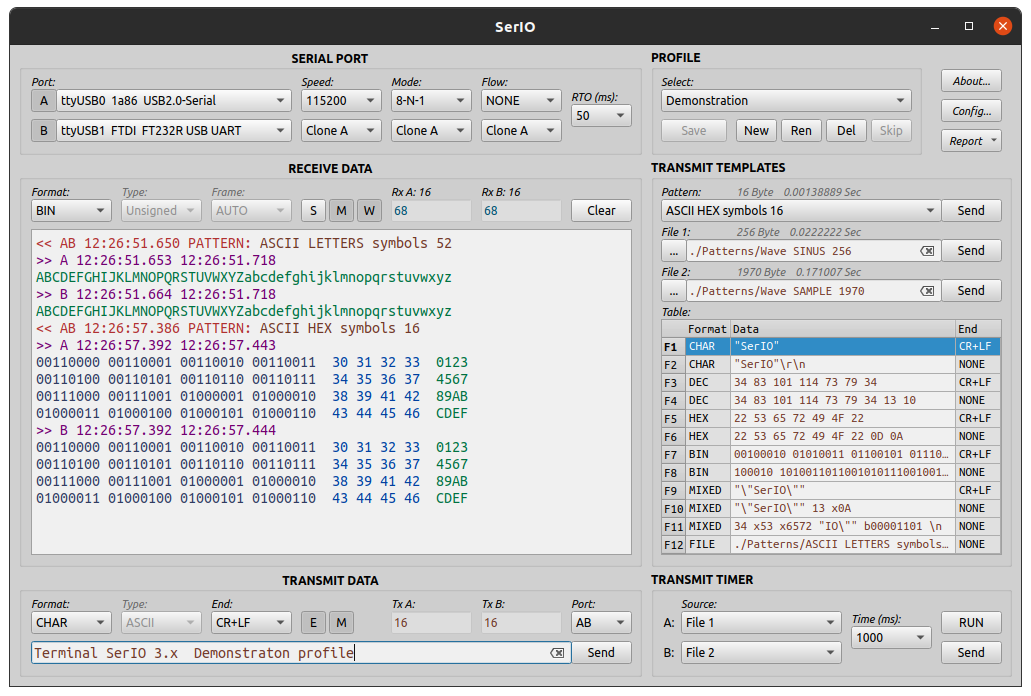 SerIO
SERIAL PORT
Port: Speed: Mode: Flow: RTO (ms):
A ttyUSB0 1a86 USB2.0-Serial 115200 8-N-1 NONE 50
B ttyUSB1 FTDI FT232R USB UART Clone A Clone A Clone A
PROFILE
Select:
Demonstration
Save New Ren Del Skip
About...
Config...
Report
RECEIVE DATA
Format: Type: Frame: Rx A: 16 Rx B: 16
BIN Unsigned AUTO S M W 68 68 Clear
<< AB 12:26:51.650 PATTERN: ASCII LETTERS symbols 52
>> A 12:26:51.653 12:26:51.718
ABCDEFGHIJKLMNOPQRSTUVWXYZabcdefghijklmnopqrstuvwxyz
>> B 12:26:51.664 12:26:51.718
ABCDEFGHIJKLMNOPQRSTUVWXYZabcdefghijklmnopqrstuvwxyz
<< AB 12:26:57.386 PATTERN: ASCII HEX symbols 16
>> A 12:26:57.392 12:26:57.443
00110000 00110001 00110010 00110011 30 31 32 33 0123
00110100 00110101 00110110 00110111 34 35 36 37 4567
00111000 00111001 01000001 01000010 38 39 41 42 89AB
01000011 01000100 01000101 01000110 43 44 45 46 CDEF
>> B 12:26:57.392 12:26:57.444
00110000 00110001 00110010 00110011 30 31 32 33 0123
00110100 00110101 00110110 00110111 34 35 36 37 4567
00111000 00111001 01000001 01000010 38 39 41 42 89AB
01000011 01000100 01000101 01000110 43 44 45 46 CDEF
TRANSMIT TEMPLATES
Pattern: 16 Byte 0.00138889 Sec
ASCII HEX symbols 16 Send
File 1: 256 Byte 0.0222222 Sec
... ./Patterns/Wave SINUS 256 Send
File 2: 1970 Byte 0.171007 Sec
... ./Patterns/Wave SAMPLE 1970 Send
Table:
Format Data End
F1 CHAR "SerIO" CR+LF
F2 CHAR "SerIO"\r\n NONE
F3 DEC 34 83 101 114 73 79 34 CR+LF
F4 DEC 34 83 101 114 73 79 34 13 10 NONE
F5 HEX 22 53 65 72 49 4F 22 CR+LF
F6 HEX 22 53 65 72 49 4F 22 0D 0A NONE
F7 BIN 00100010 01010011 01100101 01110... CR+LF
F8 BIN 100010 1010011011001010111001001... NONE
F9 MIXED "\"SerIO\"" CR+LF
F10 MIXED "\"SerIO\"" 13 x0A NONE
F11 MIXED 34 x53 x6572 "IO\"" b00001101 \n NONE
F12 FILE ./Patterns/ASCII LETTERS symbols... NONE
TRANSMIT DATA
Format: Type: End: Tx A: Tx B: Port:
CHAR ASCII CR+LF E M 16 16 AB
Terminal SerIO 3.x  Demonstraton profile Send
TRANSMIT TIMER
Source: Time (ms):
A: File 1 1000 RUN
B: File 2 Send